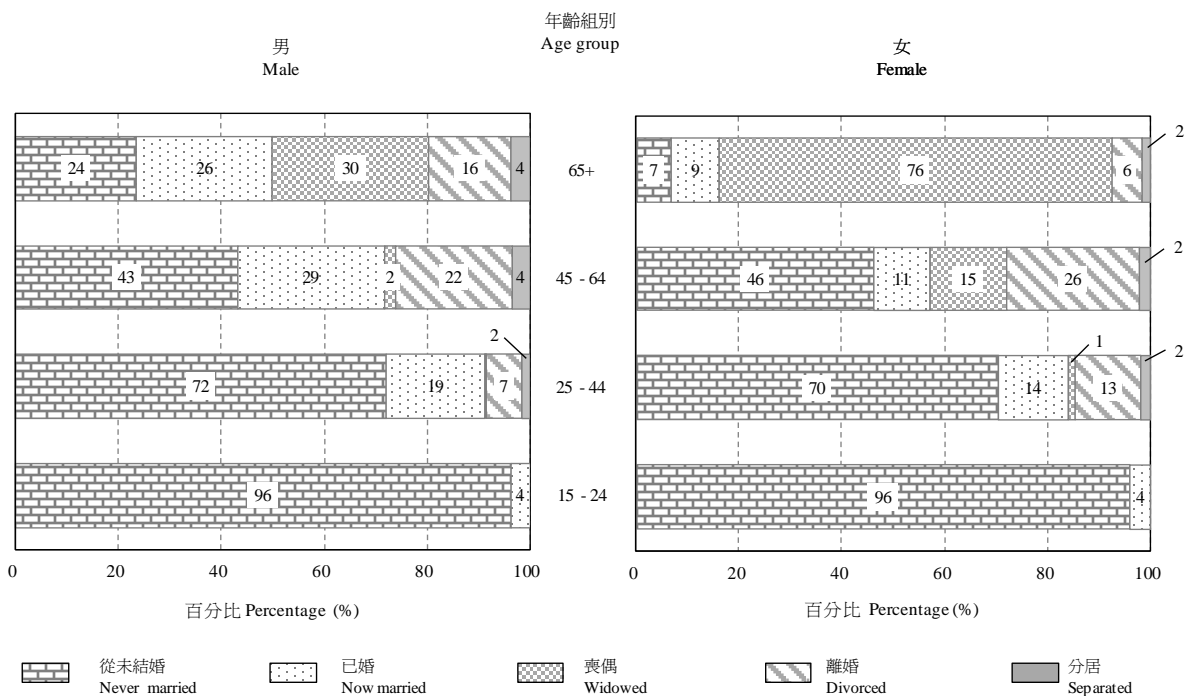 年齡組別
Age group
男
Male
女
Female
24 26 30 16 4
65+
7 9 76 6 2
43 29 2 22 4
45 - 64
46 11 15 26 2
72 19 7 2
25 - 44
70 14 1 13 2
96 4
15 - 24
96 4
0 20 40 60 80 100
0 20 40 60 80 100
百分比 Percentage (%)
百分比 Percentage (%)
從未結婚
Never married
已婚
Now married
喪偶
Widowed
離婚
Divorced
分居
Separated